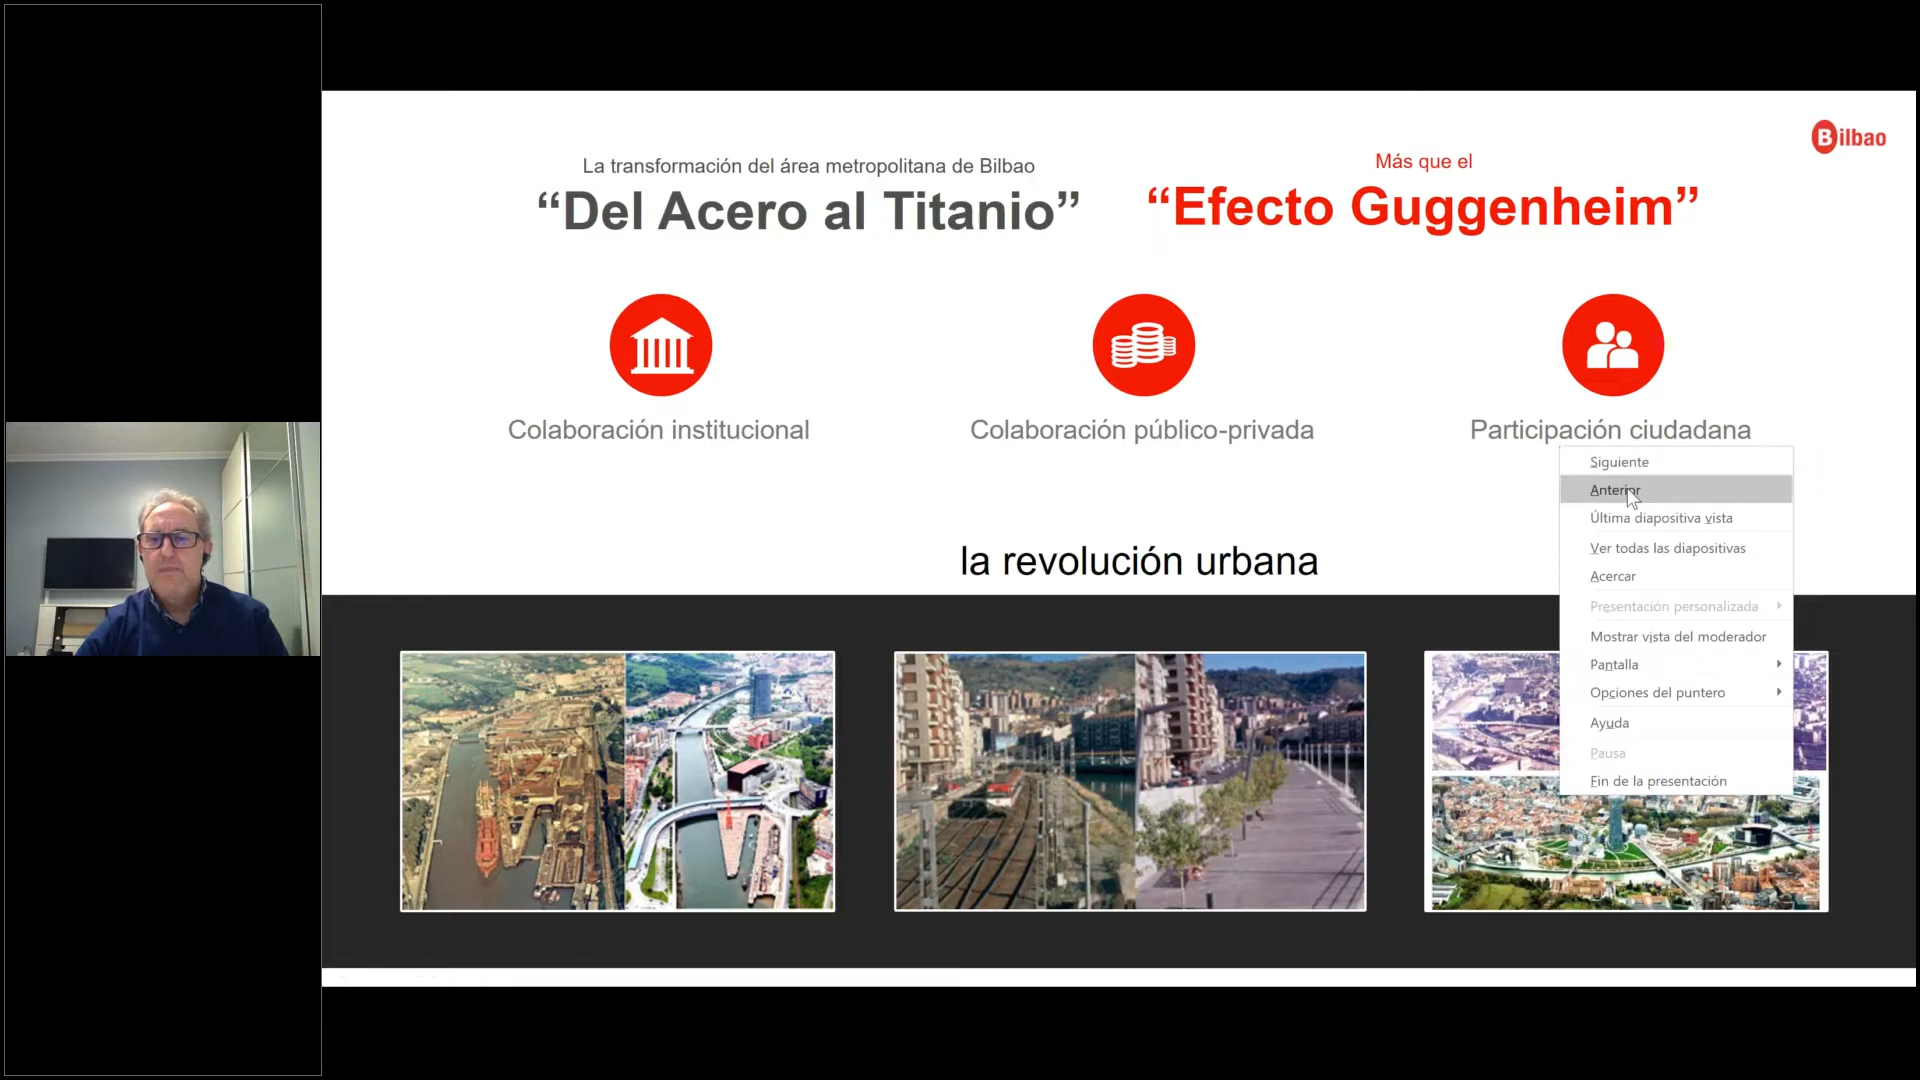 Bilbao
La transformación del área metropolitana de Bilbao
“Del Acero al Titanio”
Más que el
“Efecto Guggenheim”
Colaboración institucional
Colaboración público-privada
Participación ciudadana
la revolución urbana
Siguiente
Anterior
Última diapositiva vista
Ver todas las diapositivas
Acercar
Presentación personalizada
Mostrar vista del moderador
Pantalla
Opciones del puntero
Ayuda
Pausa
Fin de la presentación